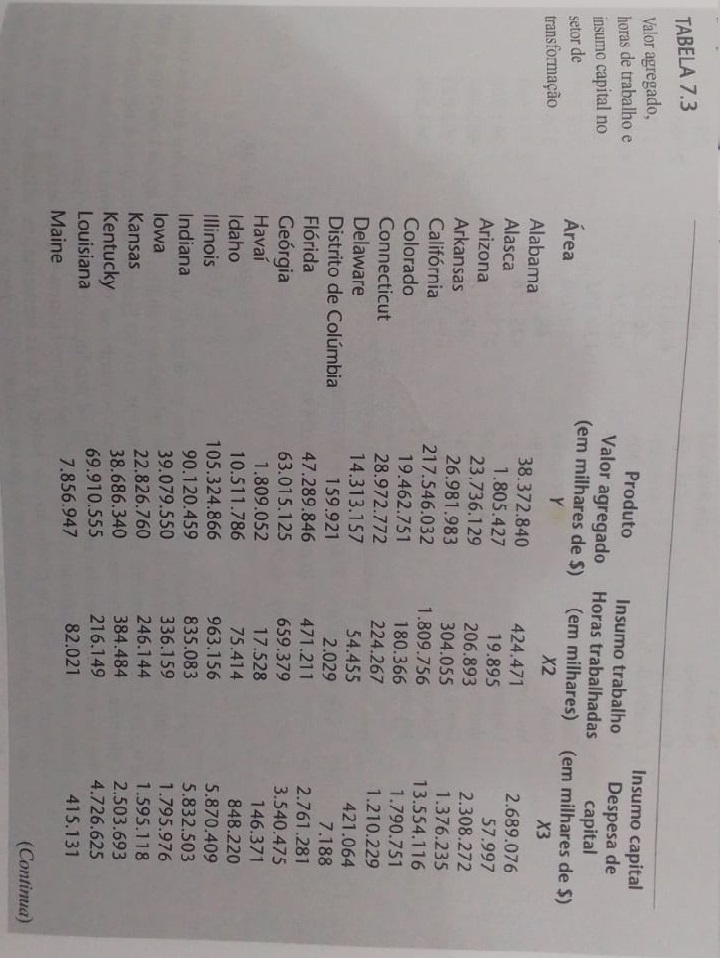 TABELA 7.3
Valor agregado,
horas de trabalho e
insumo capital no
setor de
transformação
Área Produto Valor agregado (em milhares de $) Y Insumo trabalho Horas trabalhadas (em milhares) X2 Insumo capital Despesa de capital (em milhares de $) X3
Alabama 38.372.840 424.471 2.689.076
Alasca 1.805.427 19.895 57.997
Arizona 23.736.129 206.893 2.308.272
Arkansas 26.981.983 304.055 1.376.235
Califórnia 217.546.032 1.809.756 13.554.116
Colorado 19.462.751 180.366 1.790.751
Connecticut 28.972.772 224.267 1.210.229
Delaware 14.313.157 54.455 421.064
Distrito de Colúmbia 159.921 2.029 7.188
Flórida 47.289.846 471.211 2.761.281
Geórgia 63.015.125 659.379 3.540.475
Havaí 1.809.052 17.528 146.371
Idaho 10.511.786 75.414 848.220
Illinois 105.324.866 963.156 5.870.409
Indiana 90.120.459 835.083 5.832.503
Iowa 39.079.550 336.159 1.795.976
Kansas 22.826.760 246.144 1.595.118
Kentucky 38.686.340 384.484 2.503.693
Louisiana 69.910.555 216.149 4.726.625
Maine 7.856.947 82.021 415.131
(Continua)